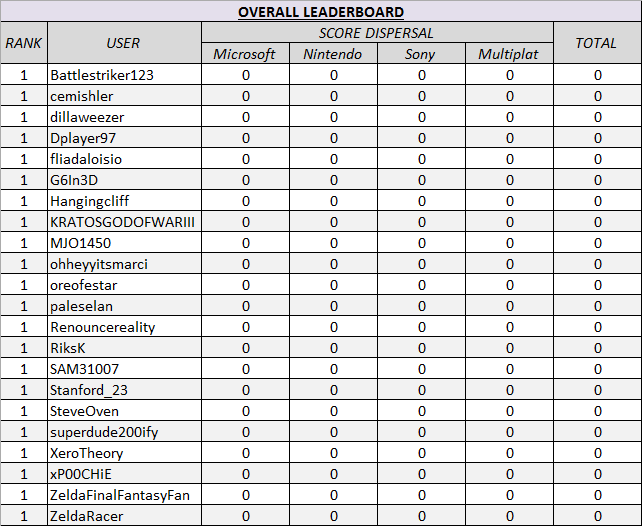 OVERALL LEADERBOARD
RANK USER SCORE DISPERSAL TOTAL
Microsoft Nintendo Sony Multiplat
1 Battlestriker123 0 0 0 0 0
1 cemishler 0 0 0 0 0
1 dillaweezer 0 0 0 0 0
1 Dplayer97 0 0 0 0 0
1 fliadaloisio 0 0 0 0 0
1 G6In3D 0 0 0 0 0
1 Hangingcliff 0 0 0 0 0
1 KRATOSGODOFWARIII 0 0 0 0 0
1 MJO1450 0 0 0 0 0
1 ohheyyitsmarci 0 0 0 0 0
1 oreofestar 0 0 0 0 0
1 paleselan 0 0 0 0 0
1 Renouncereality 0 0 0 0 0
1 RiksK 0 0 0 0 0
1 SAM31007 0 0 0 0 0
1 Stanford_23 0 0 0 0 0
1 SteveOven 0 0 0 0 0
1 superdude200ify 0 0 0 0 0
1 XeroTheory 0 0 0 0 0
1 xP00CHiE 0 0 0 0 0
1 ZeldaFinalFantasyFan 0 0 0 0 0
1 ZeldaRacer 0 0 0 0 0